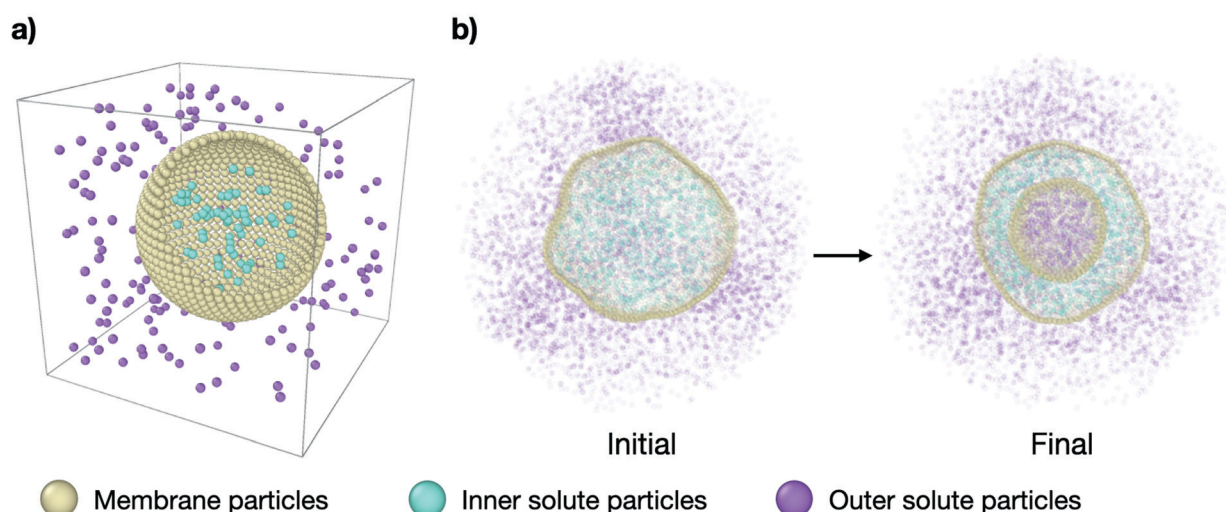 a)
b)
Initial
Final
Membrane particles
Inner solute particles
Outer solute particles